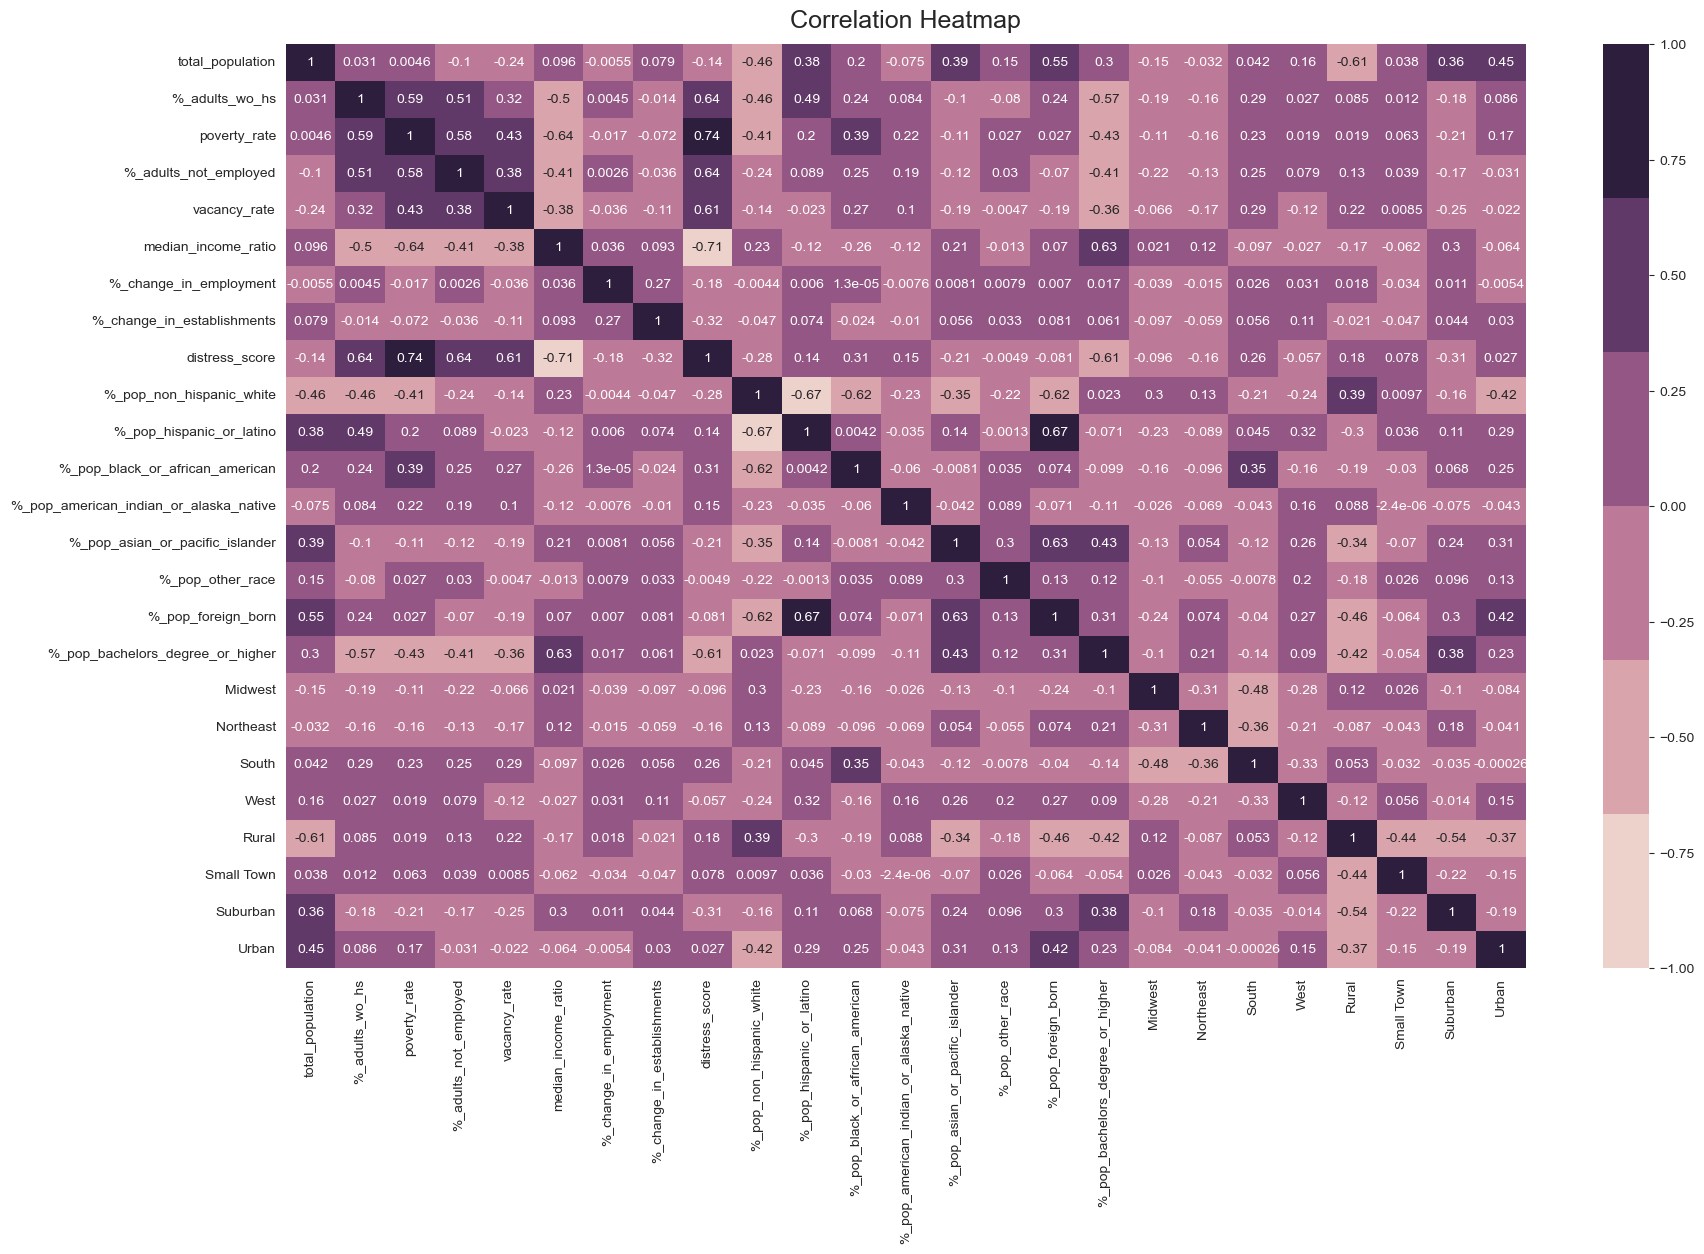 Correlation Heatmap
total_population 1 0.031 0.0046 -0.1 -0.24 0.096 -0.0055 0.079 -0.14 -0.46 0.38 0.2 -0.075 0.39 0.15 0.55 0.3 -0.15 -0.032 0.042 0.16 -0.61 0.038 0.36 0.45
%_adults_wo_hs 0.031 1 0.59 0.51 0.32 -0.5 0.0045 -0.014 0.64 -0.46 0.49 0.24 0.084 -0.1 -0.08 0.24 -0.57 -0.19 -0.16 0.29 0.027 0.085 0.012 -0.18 0.086
poverty_rate 0.0046 0.59 1 0.58 0.43 -0.64 -0.017 -0.072 0.74 -0.41 0.2 0.39 0.22 -0.11 0.027 0.027 -0.43 -0.11 -0.16 0.23 0.019 0.019 0.063 -0.21 0.17
%_adults_not_employed -0.1 0.51 0.58 1 0.38 -0.41 0.0026 -0.036 0.64 -0.24 0.089 0.25 0.19 -0.12 0.03 -0.07 -0.41 -0.22 -0.13 0.25 0.079 0.13 0.039 -0.17 -0.031
vacancy_rate -0.24 0.32 0.43 0.38 1 -0.38 -0.036 -0.11 0.61 -0.14 -0.023 0.27 0.1 -0.19 -0.0047 -0.19 -0.36 -0.066 -0.17 0.29 -0.12 0.22 0.0085 -0.25 -0.022
median_income_ratio 0.096 -0.5 -0.64 -0.41 -0.38 1 0.036 0.093 -0.71 0.23 -0.12 -0.26 -0.12 0.21 -0.013 0.07 0.63 0.021 0.12 -0.097 -0.027 -0.17 -0.062 0.3 -0.064
%_change_in_employment -0.0055 0.0045 -0.017 0.0026 -0.036 0.036 1 0.27 -0.18 -0.0044 0.006 1.3e-05 -0.0076 0.0081 0.0079 0.007 0.017 -0.039 -0.015 0.026 0.031 0.018 -0.034 0.011 -0.0054
%_change_in_establishments 0.079 -0.014 -0.072 -0.036 -0.11 0.093 0.27 1 -0.32 -0.047 0.074 -0.024 -0.01 0.056 0.033 0.081 0.061 -0.097 -0.059 0.056 0.11 -0.021 -0.047 0.044 0.03
distress_score -0.14 0.64 0.74 0.64 0.61 -0.71 -0.18 -0.32 1 -0.28 0.14 0.31 0.15 -0.21 -0.0049 -0.081 -0.61 -0.096 -0.16 0.26 -0.057 0.18 0.078 -0.31 0.027
%_pop_non_hispanic_white -0.46 -0.46 -0.41 -0.24 -0.14 0.23 -0.0044 -0.047 -0.28 1 -0.67 -0.62 -0.23 -0.35 -0.22 -0.62 0.023 0.3 0.13 -0.21 -0.24 0.39 0.0097 -0.16 -0.42
%_pop_hispanic_or_latino 0.38 0.49 0.2 0.089 -0.023 -0.12 0.006 0.074 0.14 -0.67 1 0.0042 -0.035 0.14 -0.0013 0.67 -0.071 -0.23 -0.089 0.045 0.32 -0.3 0.036 0.11 0.29
%_pop_black_or_african_american 0.2 0.24 0.39 0.25 0.27 -0.26 1.3e-05 -0.024 0.31 -0.62 0.0042 1 -0.06 -0.0081 0.035 0.074 -0.099 -0.16 -0.096 0.35 -0.16 -0.19 -0.03 0.068 0.25
%_pop_american_indian_or_alaska_native -0.075 0.084 0.22 0.19 0.1 -0.12 -0.0076 -0.01 0.15 -0.23 -0.035 -0.06 1 -0.042 0.089 -0.071 -0.11 -0.026 -0.069 -0.043 0.16 0.088 -2.4e-06 -0.075 -0.043
%_pop_asian_or_pacific_islander 0.39 -0.1 -0.11 -0.12 -0.19 0.21 0.0081 0.056 -0.21 -0.35 0.14 -0.0081 -0.042 1 0.3 0.63 0.43 -0.13 0.054 -0.12 0.26 -0.34 -0.07 0.24 0.31
%_pop_other_race 0.15 -0.08 0.027 0.03 -0.0047 -0.013 0.0079 0.033 -0.0049 -0.22 -0.0013 0.035 0.089 0.3 1 0.13 0.12 -0.1 -0.055 -0.0078 0.2 -0.18 0.026 0.096 0.13
%_pop_foreign_born 0.55 0.24 0.027 -0.07 -0.19 0.07 0.007 0.081 -0.081 -0.62 0.67 0.074 -0.071 0.63 0.13 1 0.31 -0.24 0.074 -0.04 0.27 -0.46 -0.064 0.3 0.42
%_pop_bachelors_degree_or_higher 0.3 -0.57 -0.43 -0.41 -0.36 0.63 0.017 0.061 -0.61 0.023 -0.071 -0.099 -0.11 0.43 0.12 0.31 1 -0.1 0.21 -0.14 0.09 -0.42 -0.054 0.38 0.23
Midwest -0.15 -0.19 -0.11 -0.22 -0.066 0.021 -0.039 -0.097 -0.096 0.3 -0.23 -0.16 -0.026 -0.13 -0.1 -0.24 -0.1 1 -0.31 -0.48 -0.28 0.12 0.026 -0.1 -0.084
Northeast -0.032 -0.16 -0.16 -0.13 -0.17 0.12 -0.015 -0.059 -0.16 0.13 -0.089 -0.096 -0.069 0.054 -0.055 0.074 0.21 -0.31 1 -0.36 -0.21 -0.087 -0.043 0.18 -0.041
South 0.042 0.29 0.23 0.25 0.29 -0.097 0.026 0.056 0.26 -0.21 0.045 0.35 -0.043 -0.12 -0.0078 -0.04 -0.14 -0.48 -0.36 1 -0.33 0.053 -0.032 -0.035 -0.00026
West 0.16 0.027 0.019 0.079 -0.12 -0.027 0.031 0.11 -0.057 -0.24 0.32 -0.16 0.16 0.26 0.2 0.27 0.09 -0.28 -0.21 -0.33 1 -0.12 0.056 -0.014 0.15
Rural -0.61 0.085 0.019 0.13 0.22 -0.17 0.018 -0.021 0.18 0.39 -0.3 -0.19 0.088 -0.34 -0.18 -0.46 -0.42 0.12 -0.087 0.053 -0.12 1 -0.44 -0.54 -0.37
Small Town 0.038 0.012 0.063 0.039 0.0085 -0.062 -0.034 -0.047 0.078 0.0097 0.036 -0.03 -2.4e-06 -0.07 0.026 -0.064 -0.054 0.026 -0.043 -0.032 0.056 -0.44 1 -0.22 -0.15
Suburban 0.36 -0.18 -0.21 -0.17 -0.25 0.3 0.011 0.044 -0.31 -0.16 0.11 0.068 -0.075 0.24 0.096 0.3 0.38 -0.1 0.18 -0.035 -0.014 -0.54 -0.22 1 -0.19
Urban 0.45 0.086 0.17 -0.031 -0.022 -0.064 -0.0054 0.03 0.027 -0.42 0.29 0.25 -0.043 0.31 0.13 0.42 0.23 -0.084 -0.041 -0.00026 0.15 -0.37 -0.15 -0.19 1
total_population
%_adults_wo_hs
poverty_rate
%_adults_not_employed
vacancy_rate
median_income_ratio
%_change_in_employment
%_change_in_establishments
distress_score
%_pop_non_hispanic_white
%_pop_hispanic_or_latino
%_pop_black_or_african_american
%_pop_american_indian_or_alaska_native
%_pop_asian_or_pacific_islander
%_pop_other_race
%_pop_foreign_born
%_pop_bachelors_degree_or_higher
Midwest
Northeast
South
West
Rural
Small Town
Suburban
Urban
1.00
0.75
0.50
0.25
0.00
−0.25
−0.50
−0.75
−1.00